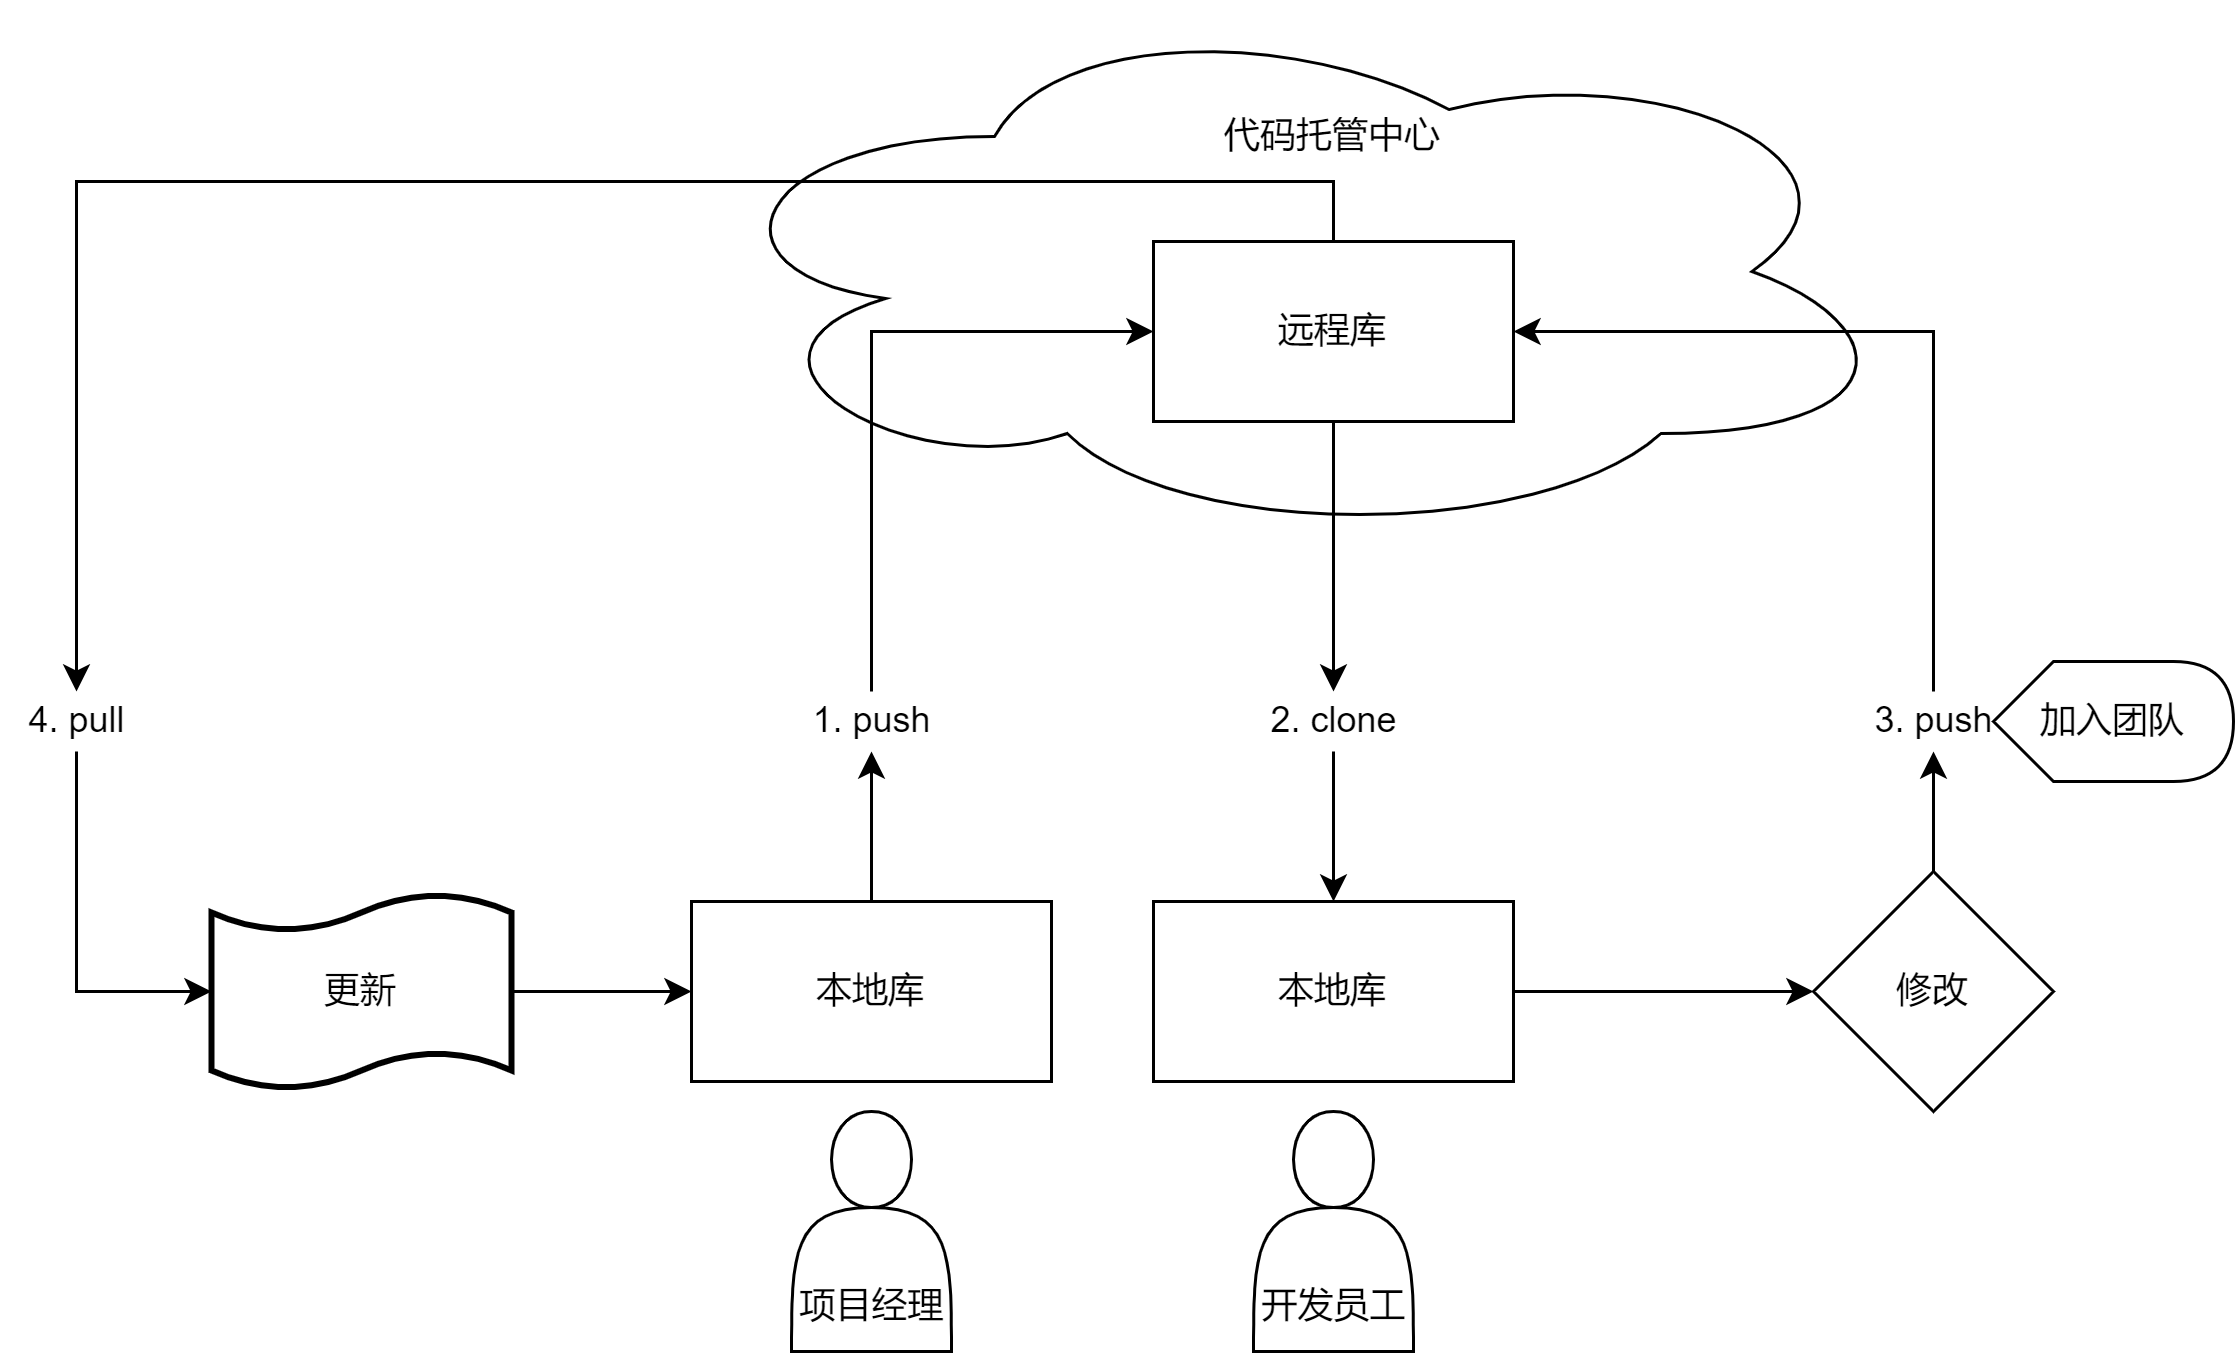 代码托管中心
远程库
4. pull
1. push
2. clone
3. push
加入团队
更新
本地库
本地库
修改
项目经理
开发员工